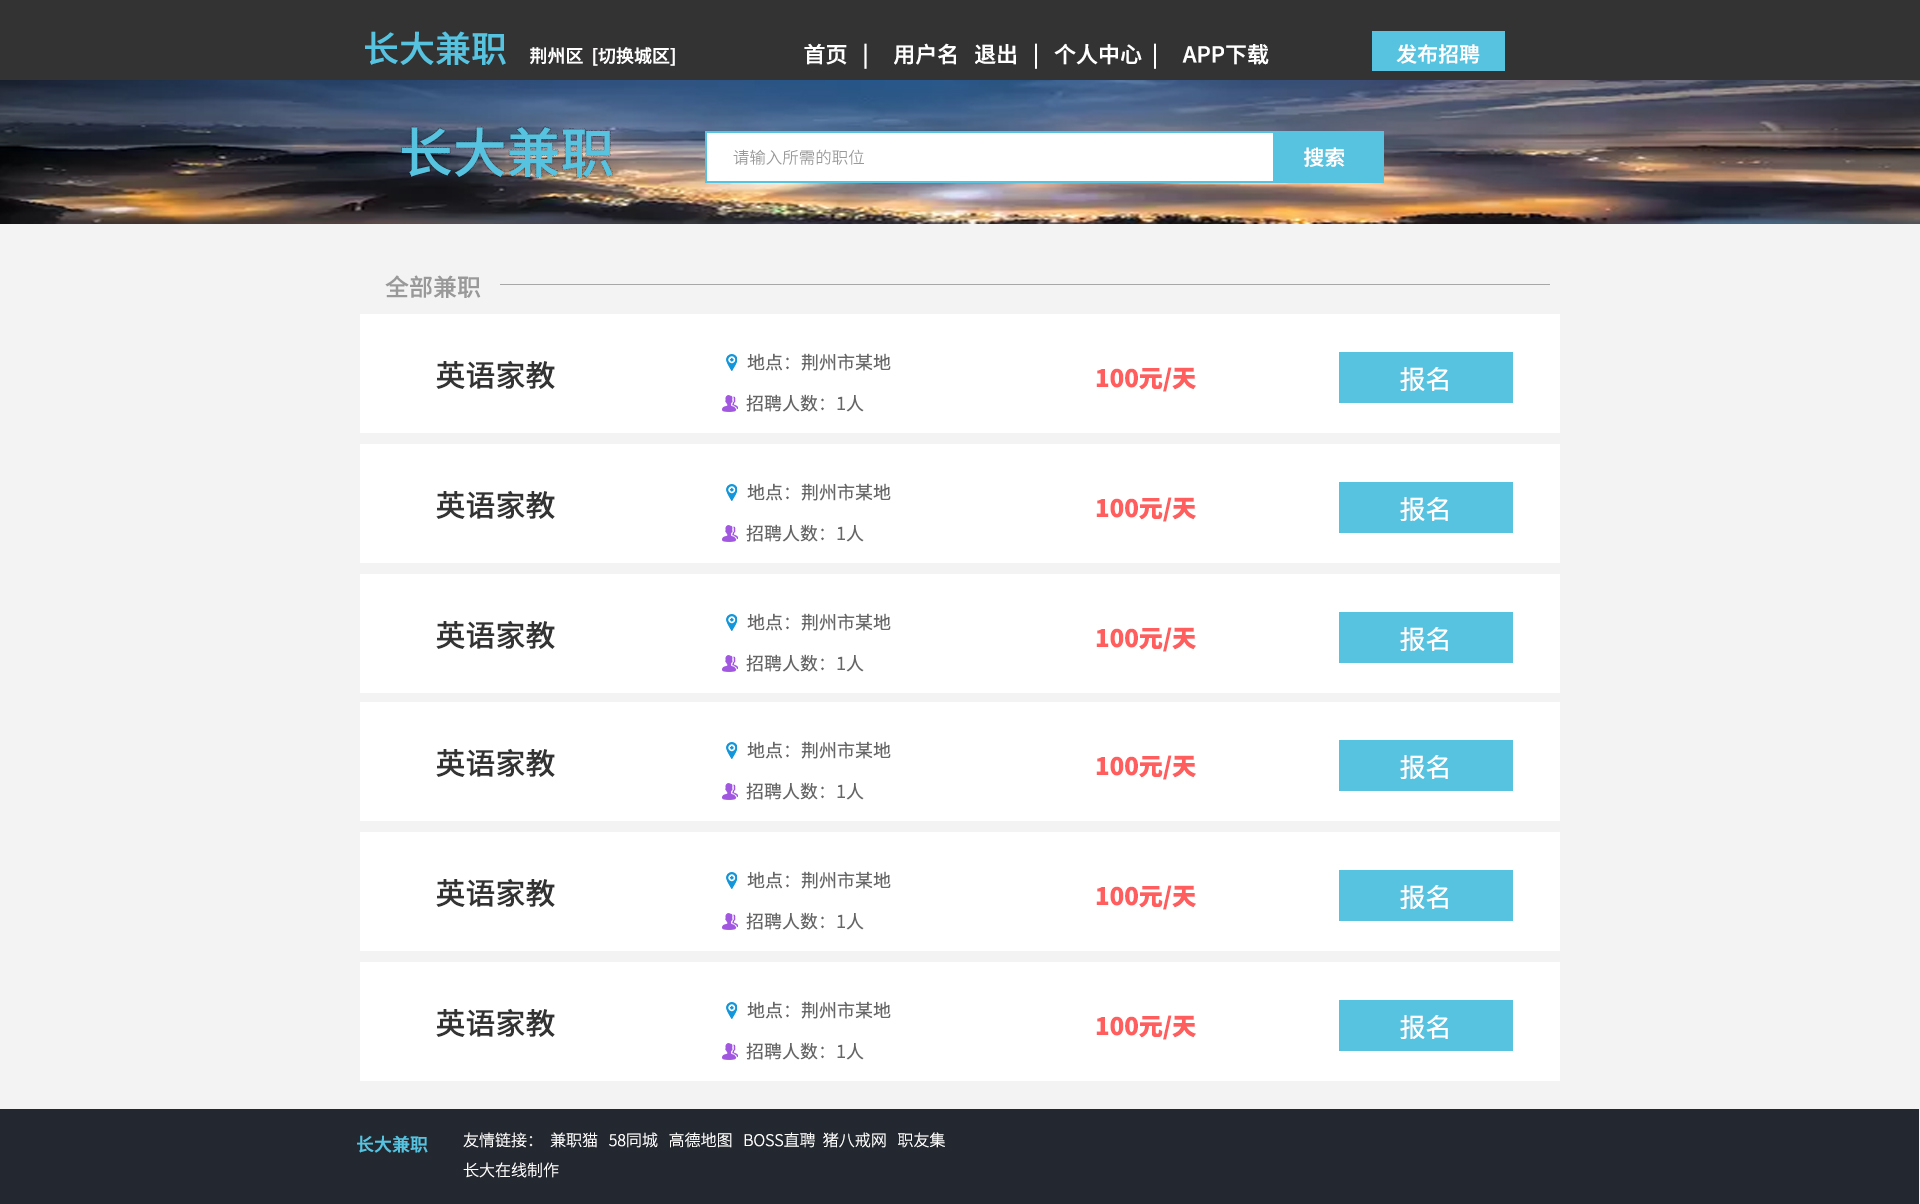 长大兼职 荆州区 [切换城区] 首页 | 用户名 退出 | 个人中心 | APP下载 发布招聘
长大兼职 请输入所需的职位 搜索
全部兼职
英语家教 地点：荆州市某地 招聘人数：1人 100元/天 报名
英语家教 地点：荆州市某地 招聘人数：1人 100元/天 报名
英语家教 地点：荆州市某地 招聘人数：1人 100元/天 报名
英语家教 地点：荆州市某地 招聘人数：1人 100元/天 报名
英语家教 地点：荆州市某地 招聘人数：1人 100元/天 报名
英语家教 地点：荆州市某地 招聘人数：1人 100元/天 报名
长大兼职 友情链接： 兼职猫 58同城 高德地图 BOSS直聘 猪八戒网 职友集
长大在线制作